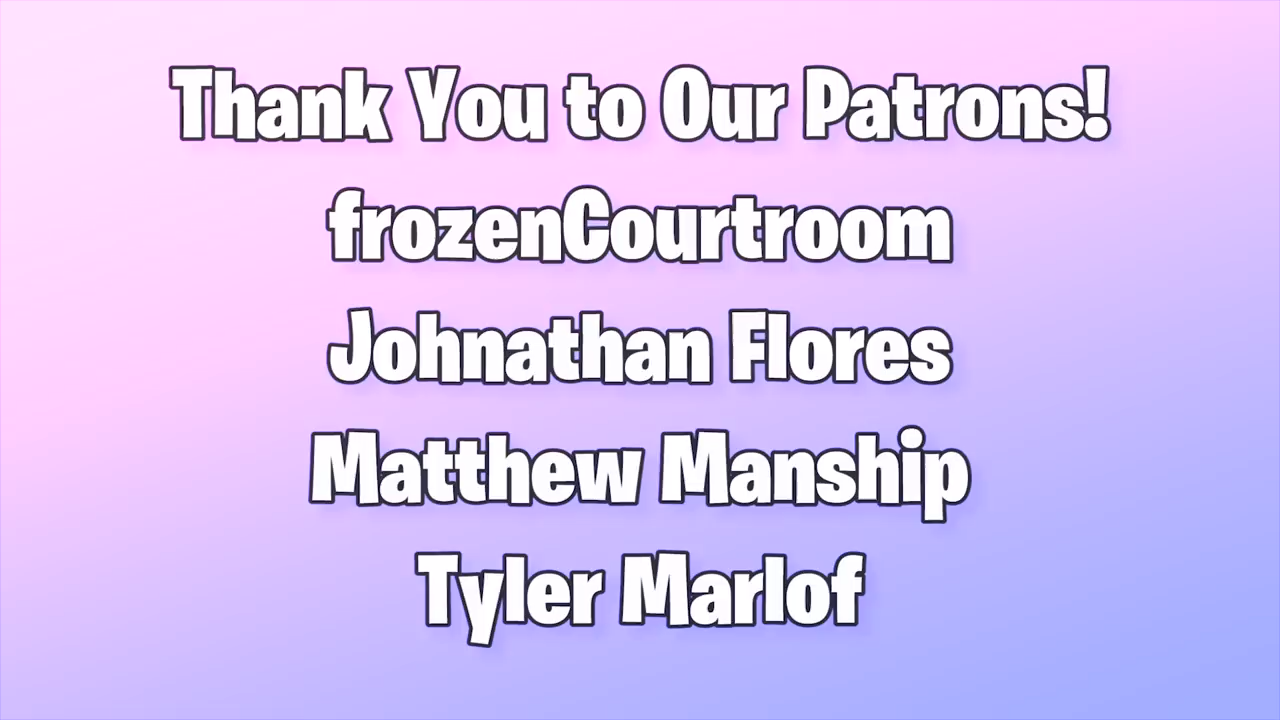 Thank You to Our Patrons!
frozenCourtroom
Johnathan Flores
Matthew Manship
Tyler Marlof